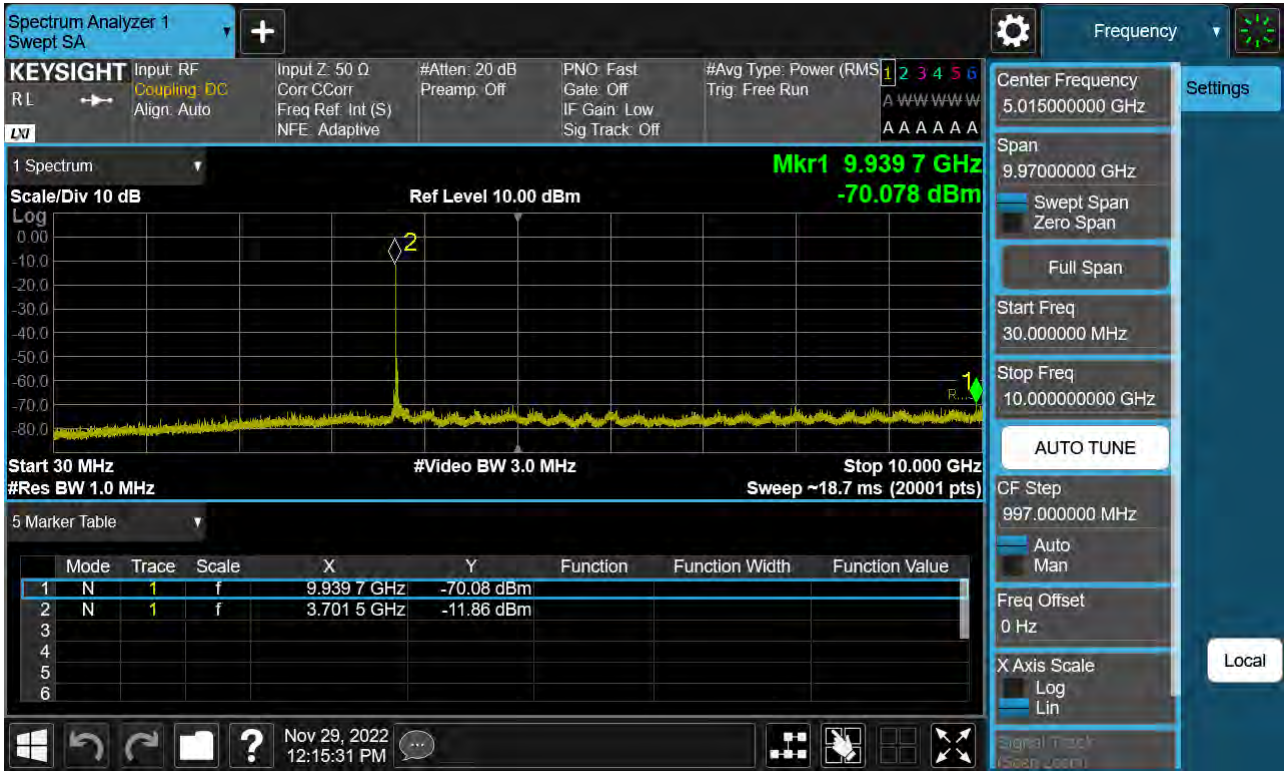 Spectrum Analyzer 1
Swept SA
Frequency
KEYSIGHT
RL
LXI
Input: RF
Coupling: DC
Align: Auto
Input Z: 50 Ω
Corr CCorr
Freq Ref: Int (S)
NFE: Adaptive
#Atten: 20 dB
Preamp: Off
PNO: Fast
Gate: Off
IF Gain: Low
Sig Track: Off
#Avg Type: Power (RMS
Trig: Free Run
1 2 3 4 5 6
A W W W W W
A A A A A A
1 Spectrum
Mkr1 9.939 7 GHz
Scale/Div 10 dB
Ref Level 10.00 dBm
-70.078 dBm
Log
0.00
-10.0
-20.0
-30.0
-40.0
-50.0
-60.0
-70.0
-80.0
2
1
Start 30 MHz
#Video BW 3.0 MHz
Stop 10.000 GHz
#Res BW 1.0 MHz
Sweep ~18.7 ms (20001 pts)
5 Marker Table
Mode Trace Scale X Y Function Function Width Function Value
1 N 1 f 9.939 7 GHz -70.08 dBm
2 N 1 f 3.701 5 GHz -11.86 dBm
3
4
5
6
Nov 29, 2022
12:15:31 PM
Center Frequency
5.015000000 GHz
Settings
Span
9.97000000 GHz
Swept Span
Zero Span
Full Span
Start Freq
30.000000 MHz
Stop Freq
10.000000000 GHz
AUTO TUNE
CF Step
997.000000 MHz
Auto
Man
Freq Offset
0 Hz
X Axis Scale
Log
Lin
Local
Signal Track
(Span Zoom)